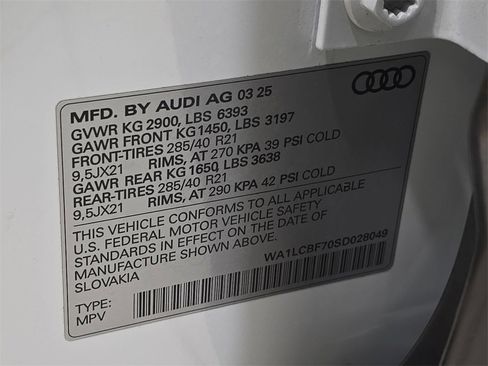 MFD. BY AUDI AG 03 25
GVWR KG 2900, LBS 6393
GAWR FRONT KG1450, LBS 3197
FRONT-TIRES 285/40 R21
9,5JX21 RIMS, AT 270 KPA 39 PSI COLD
GAWR REAR KG 1650, LBS 3638
REAR-TIRES 285/40 R21
9,5JX21 RIMS, AT 290 KPA 42 PSI COLD
THIS VEHICLE CONFORMS TO ALL APPLICABLE
U.S. FEDERAL MOTOR VEHICLE SAFETY
STANDARDS IN EFFECT ON THE DATE OF
MANUFACTURE SHOWN ABOVE.
SLOVAKIA
WA1LCBF70SD028049
TYPE:
MPV